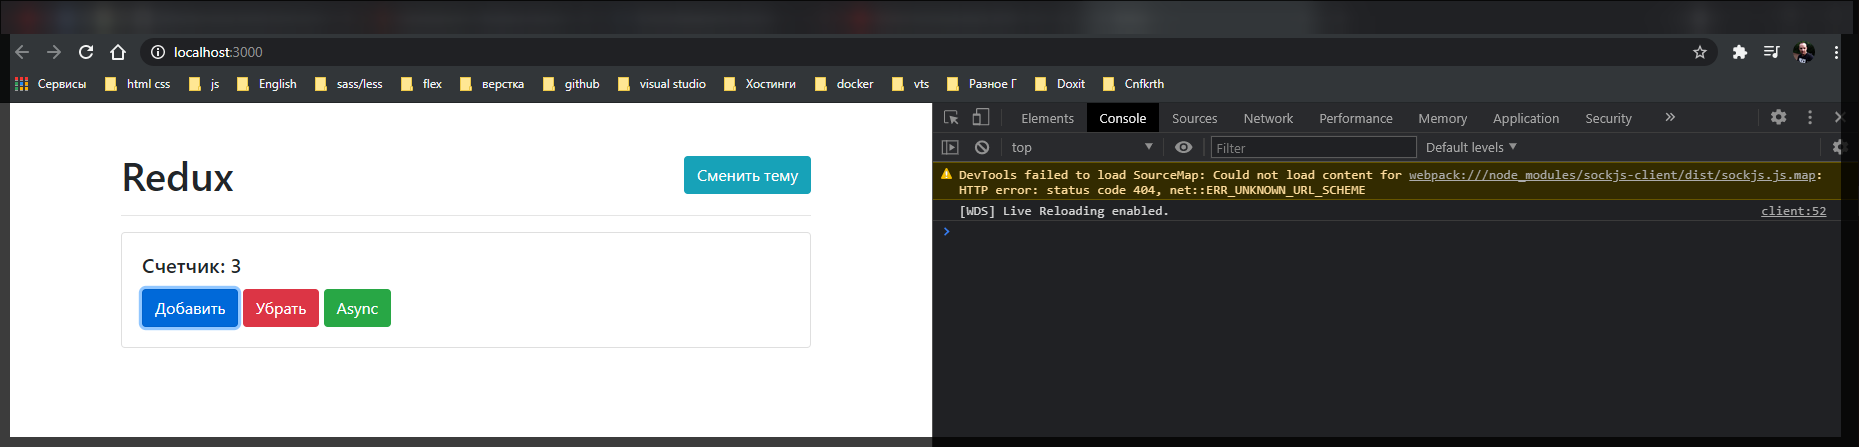 localhost:3000
Сервисы html css js English sass/less flex верстка github visual studio Хостинги docker vts Разное Г Doxit Cnfkrth
Redux
Сменить тему
Счетчик: 3
Добавить Убрать Async
Elements Console Sources Network Performance Memory Application Security »
top Filter Default levels
DevTools failed to load SourceMap: Could not load content for webpack:///node_modules/sockjs-client/dist/sockjs.js.map:
HTTP error: status code 404, net::ERR_UNKNOWN_URL_SCHEME
[WDS] Live Reloading enabled. client:52